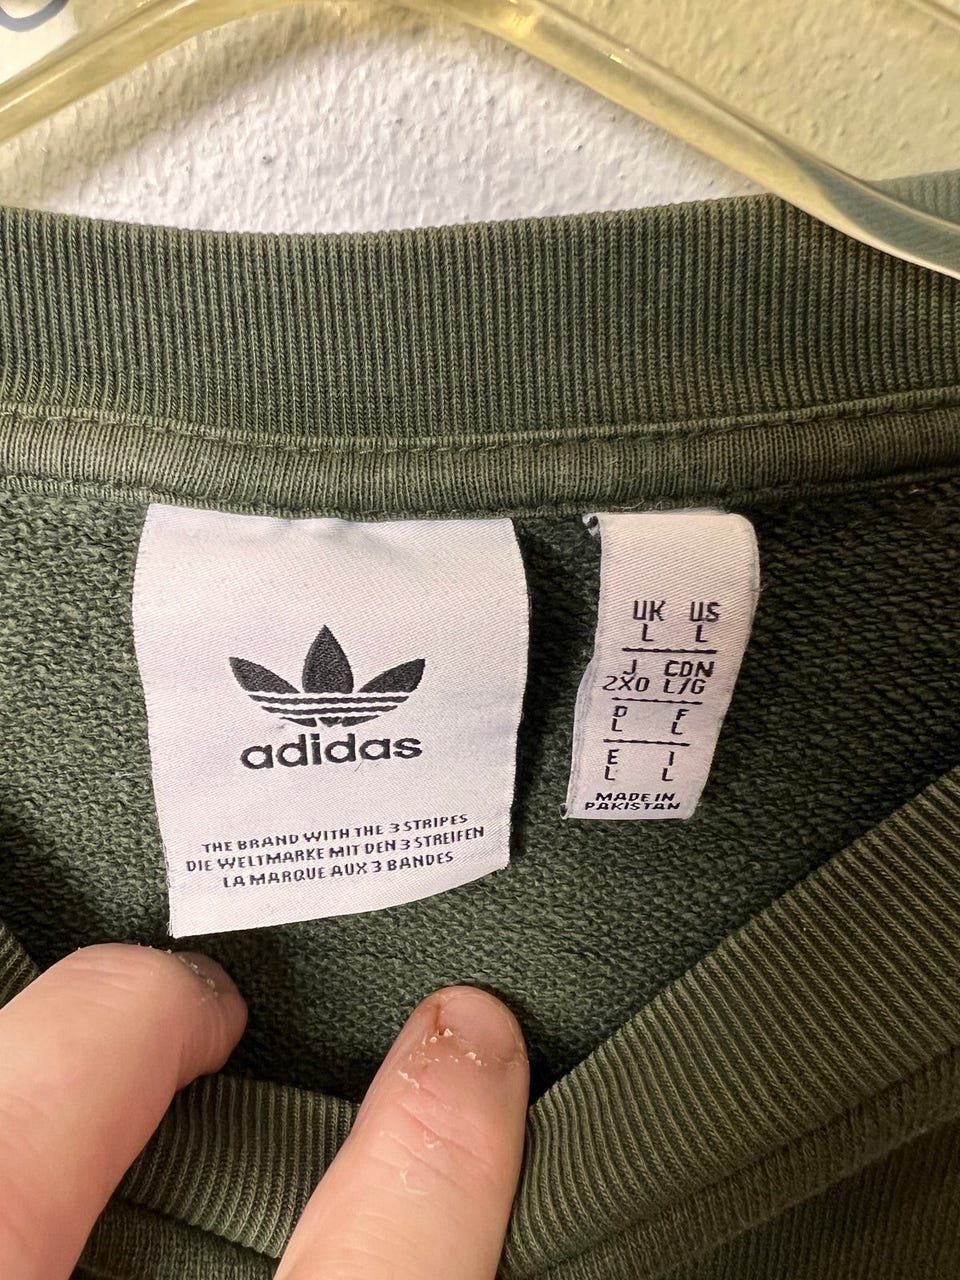 adidas
THE BRAND WITH THE 3 STRIPES
DIE WELTMARKE MIT DEN 3 STREIFEN
LA MARQUE AUX 3 BANDES
UK US
L L
J CDN
2XO L/G
D F
L L
E I
L L
MADE IN
PAKISTAN